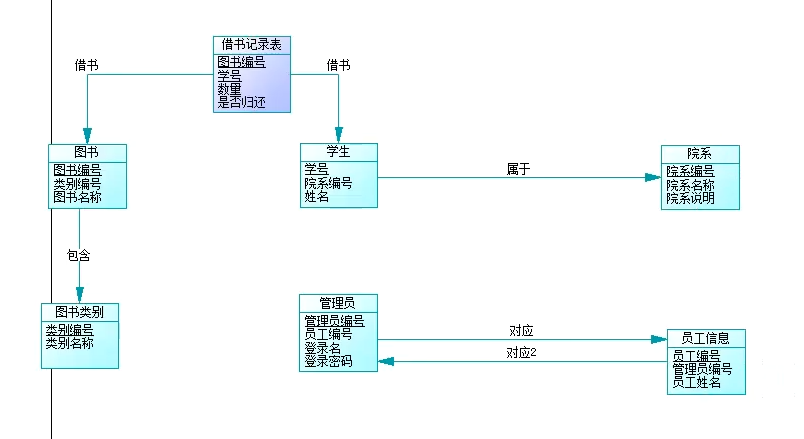 借书记录表
图书编号
学号
数量
是否归还
借书
借书
图书
图书编号
类别编号
图书名称
学生
学号
院系编号
姓名
属于
院系
院系编号
院系名称
院系说明
包含
图书类别
类别编号
类别名称
管理员
管理员编号
员工编号
登录名
登录密码
对应
对应2
员工信息
员工编号
管理员编号
员工姓名